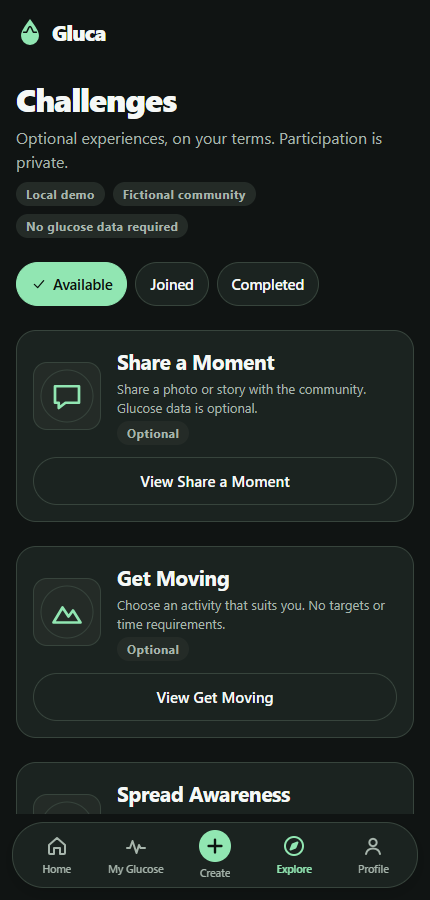 Gluca
Challenges
Optional experiences, on your terms. Participation is
private.
Local demo
Fictional community
No glucose data required
Available
Joined
Completed
Share a Moment
Share a photo or story with the community.
Glucose data is optional.
Optional
View Share a Moment
Get Moving
Choose an activity that suits you. No targets or
time requirements.
Optional
View Get Moving
Spread Awareness
Home
My Glucose
Create
Explore
Profile